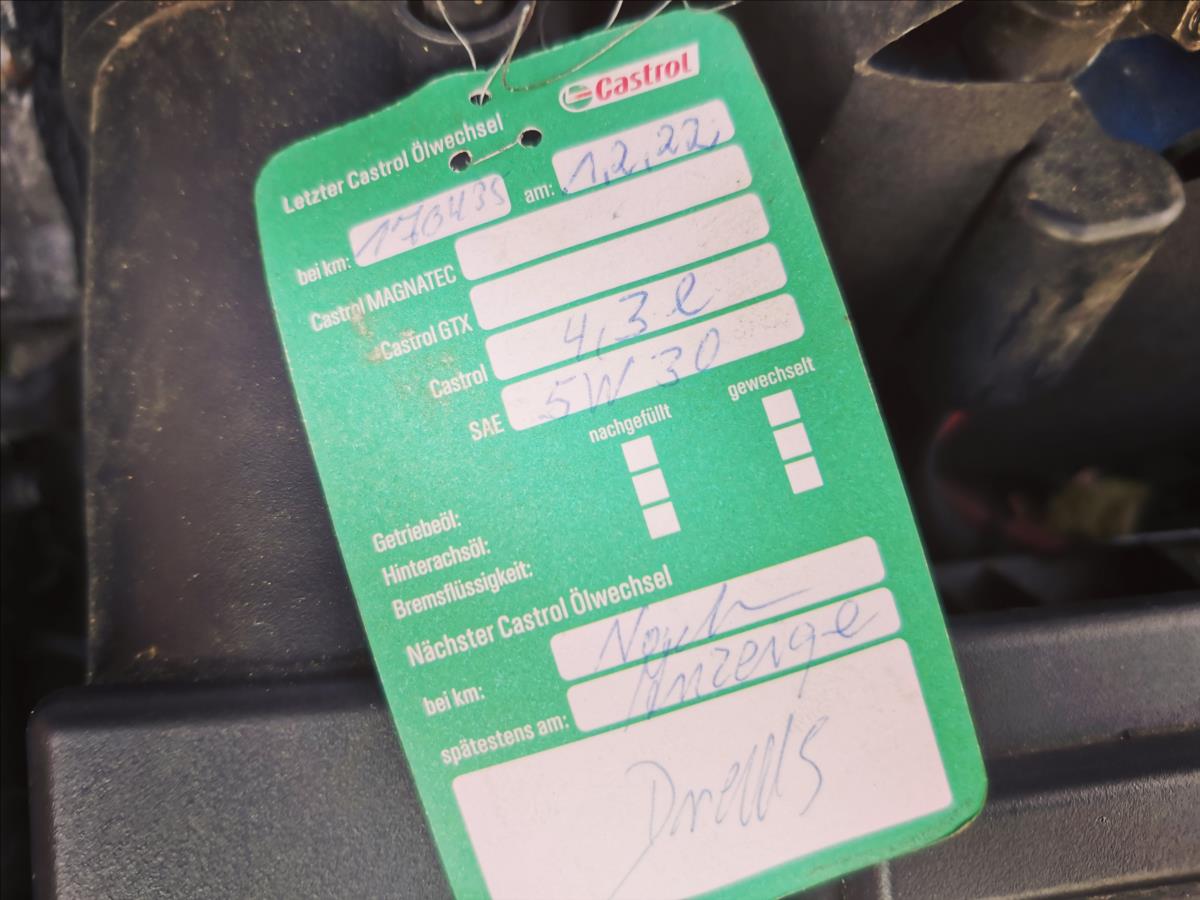 Castrol
Letzter Castrol Ölwechsel
bei km: 170435 am: 1,2,22,
Castrol MAGNATEC
Castrol GTX
Castrol 4,3 l
SAE 5W30
nachgefüllt gewechselt
Getriebeöl:
Hinterachsöl:
Bremsflüssigkeit:
Nächster Castrol Ölwechsel
bei km: Nach
spätestens am: Anzeige